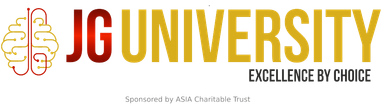 JG UNIVERSITY
EXCELLENCE BY CHOICE
Sponsored by ASIA Charitable Trust